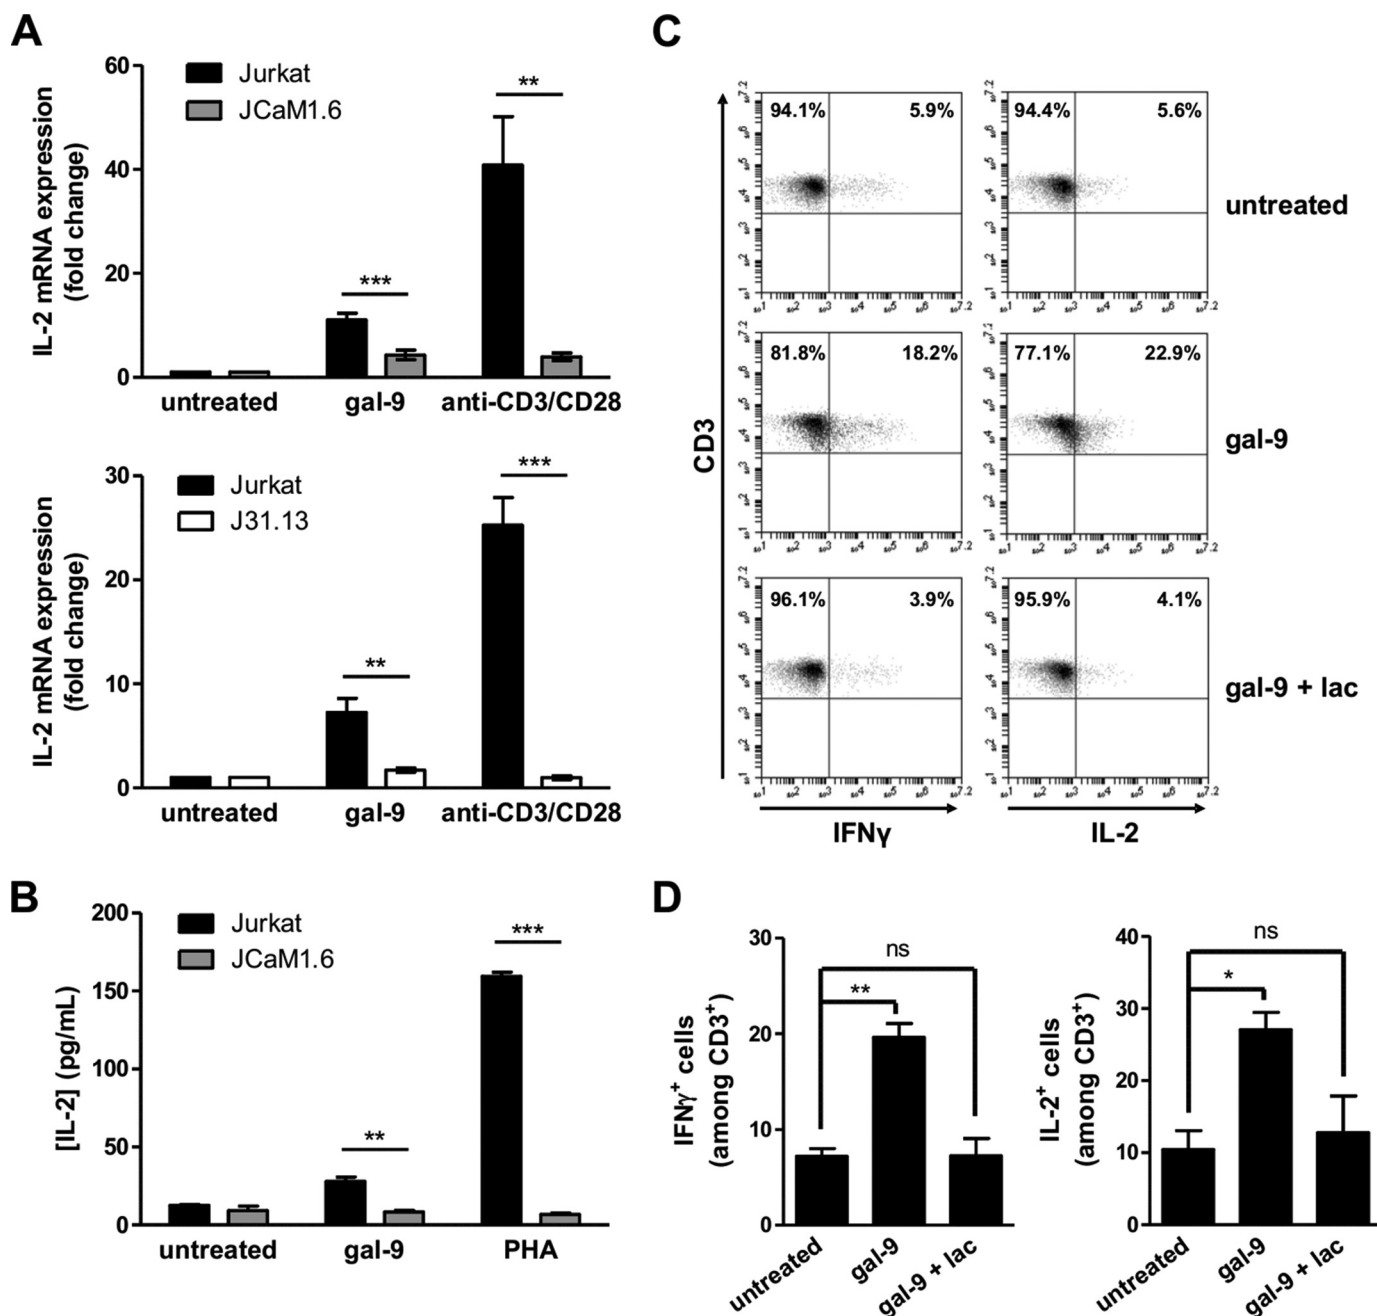 A
60
40
20
0
IL-2 mRNA expression
(fold change)
Jurkat
JCaM1.6
***
**
untreated
gal-9
anti-CD3/CD28
30
20
10
0
IL-2 mRNA expression
(fold change)
Jurkat
J31.13
**
***
untreated
gal-9
anti-CD3/CD28
B
200
150
100
50
0
[IL-2] (pg/mL)
Jurkat
JCaM1.6
**
***
untreated
gal-9
PHA
C
CD3
94.1% 5.9%
94.4% 5.6%
untreated
81.8% 18.2%
77.1% 22.9%
gal-9
96.1% 3.9%
95.9% 4.1%
gal-9 + lac
IFNγ
IL-2
D
30
20
10
0
IFNγ+ cells
(among CD3+)
ns
**
untreated
gal-9
gal-9 + lac
40
30
20
10
0
IL-2+ cells
(among CD3+)
ns
*
untreated
gal-9
gal-9 + lac